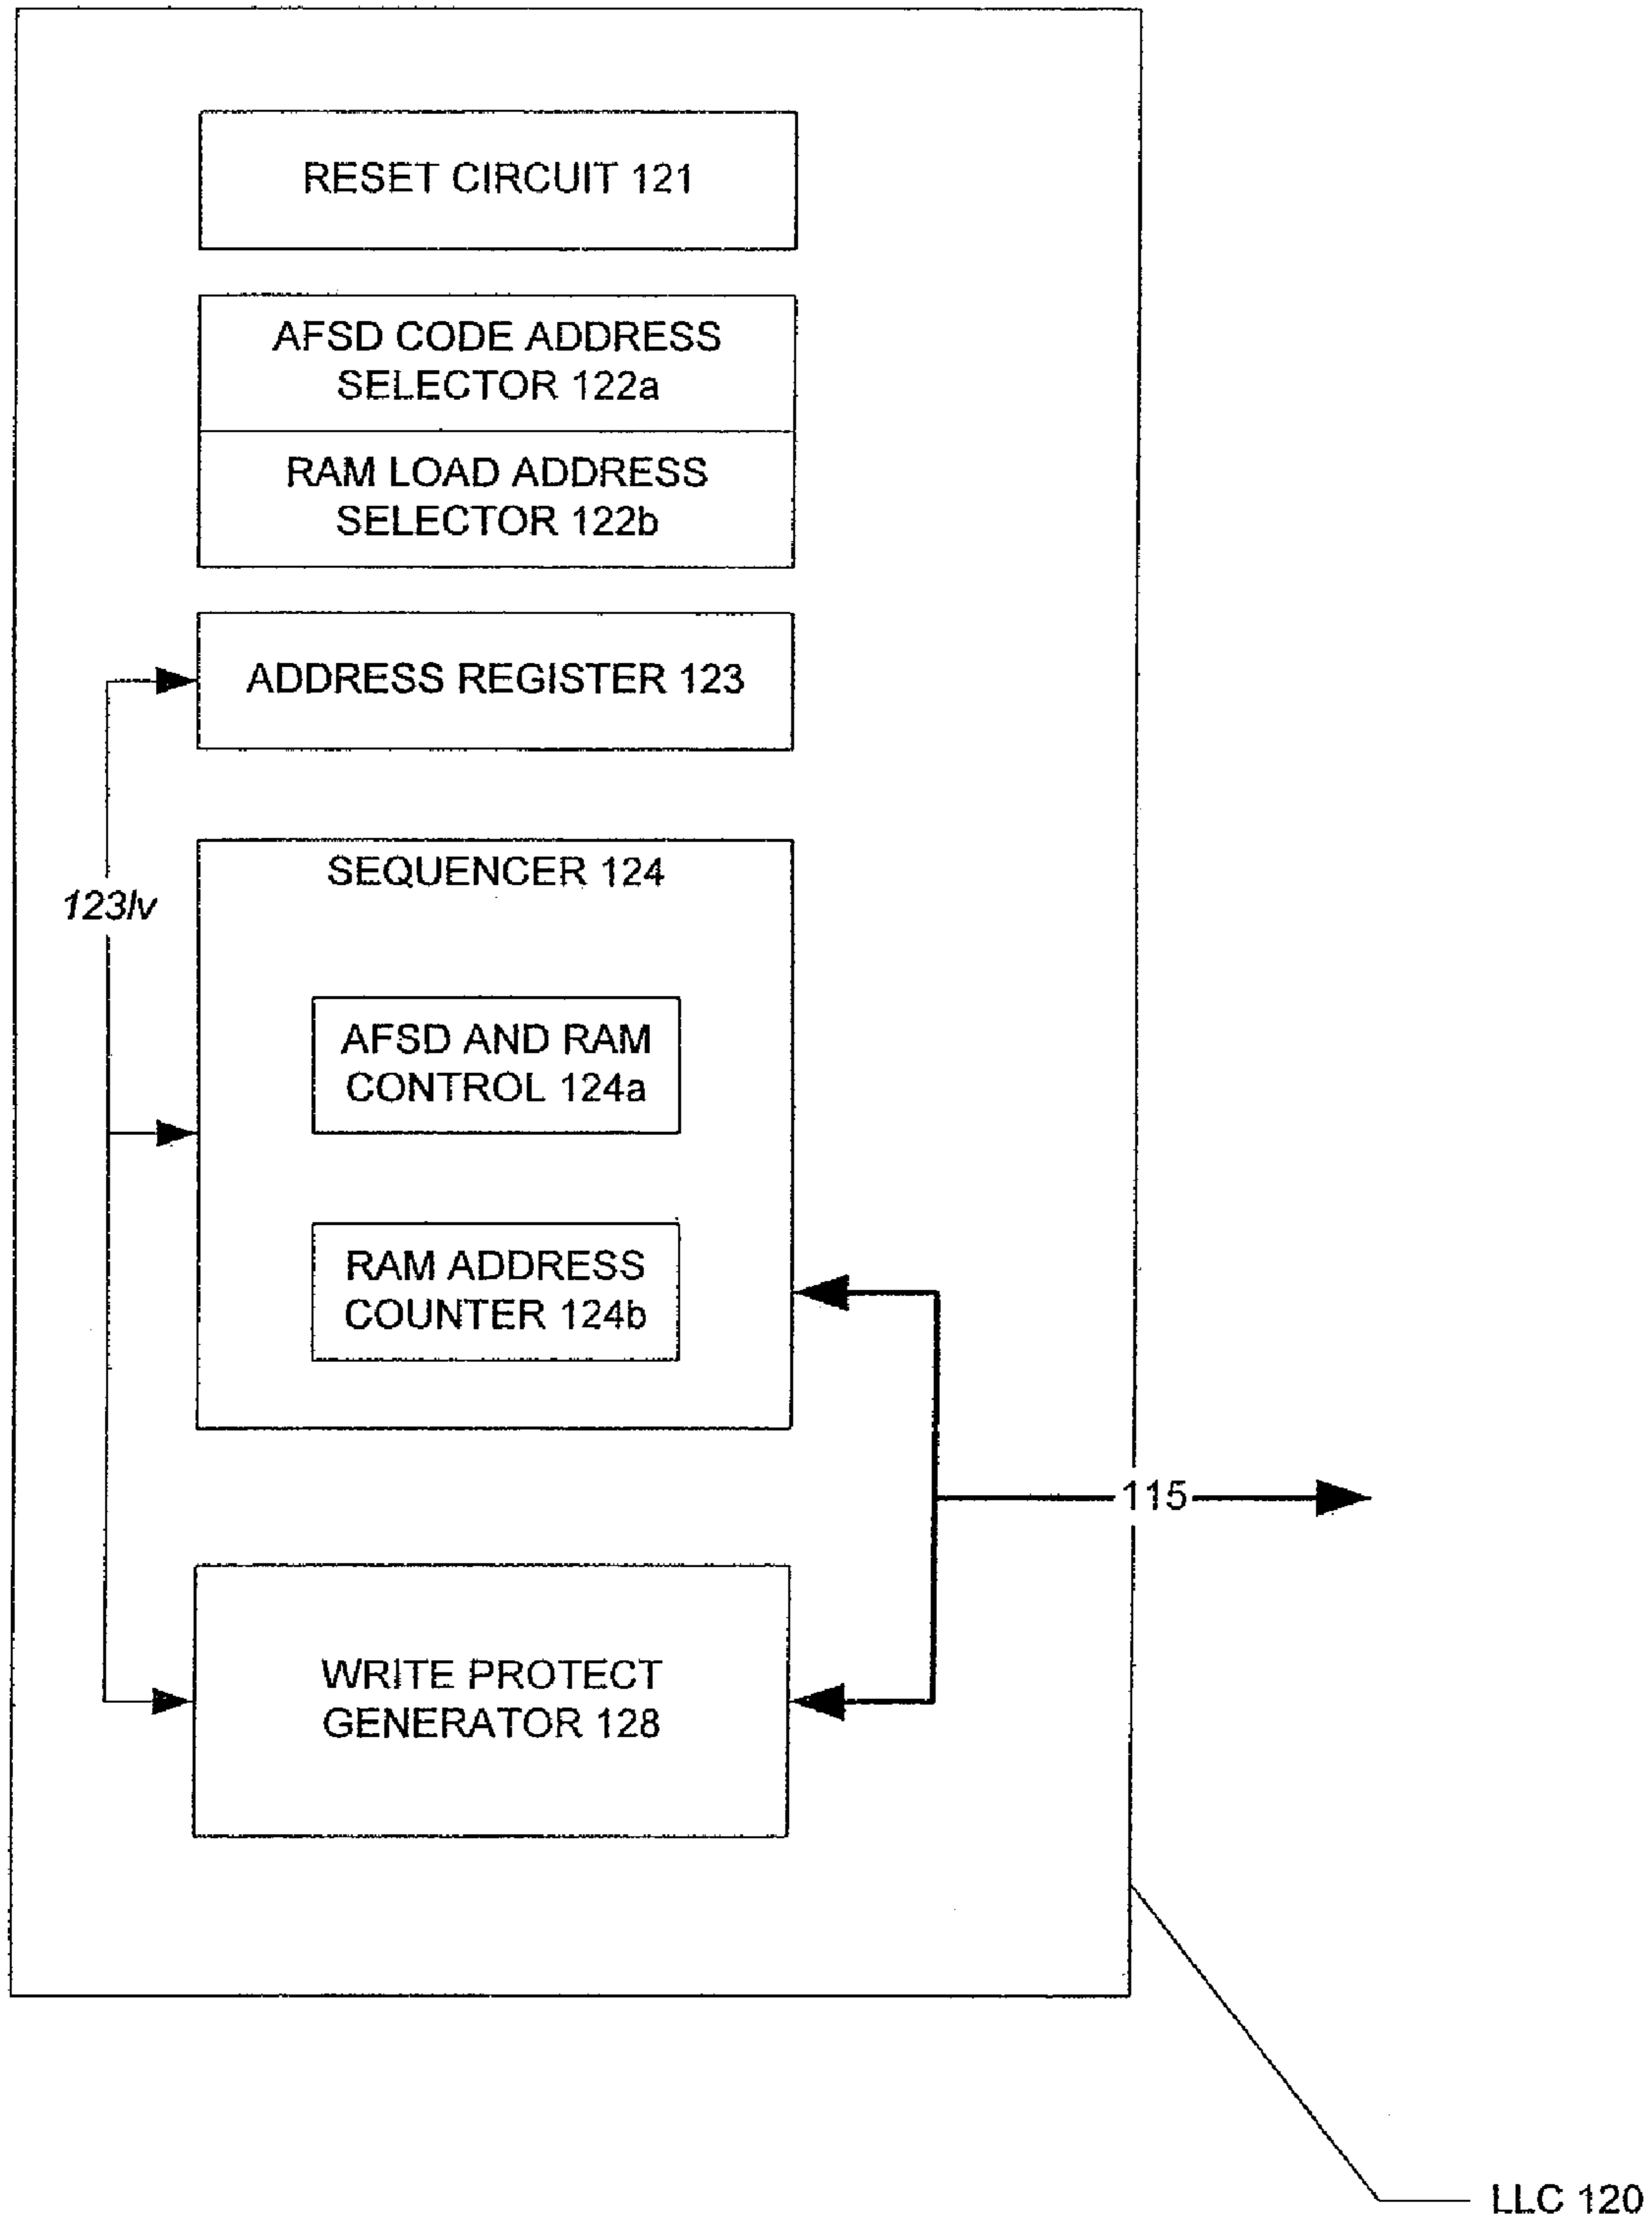 RESET CIRCUIT 121
AFSD CODE ADDRESS
SELECTOR 122a
RAM LOAD ADDRESS
SELECTOR 122b
ADDRESS REGISTER 123
SEQUENCER 124
123lv
AFSD AND RAM
CONTROL 124a
RAM ADDRESS
COUNTER 124b
115
WRITE PROTECT
GENERATOR 128
LLC 120